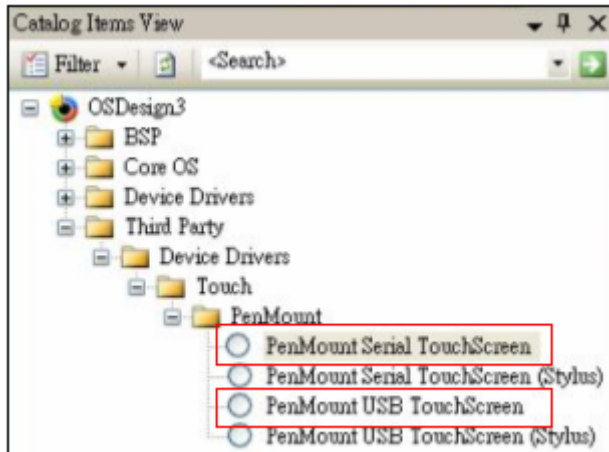 Catalog Items View
Filter
<Search>
OSDesign3
BSP
Core OS
Device Drivers
Third Party
Device Drivers
Touch
PenMount
PenMount Serial TouchScreen
PenMount Serial TouchScreen (Stylus)
PenMount USB TouchScreen
PenMount USB TouchScreen (Stylus)